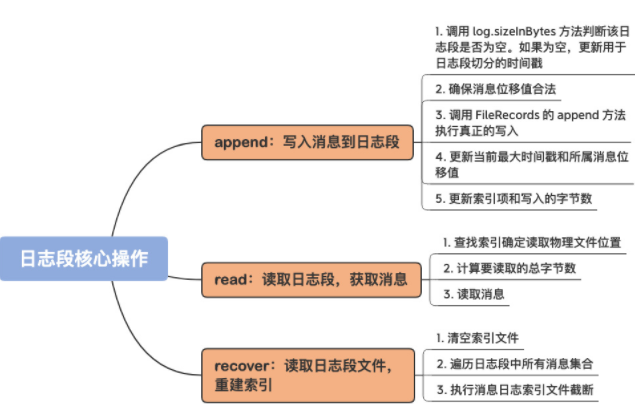 1. 调用 log.sizeInBytes 方法判断该日
志段是否为空。如果为空，更新用于
日志段切分的时间戳
2. 确保消息位移值合法
3. 调用 FileRecords 的 append 方法
执行真正的写入
4. 更新当前最大时间戳和所属消息位
移值
5. 更新索引项和写入的字节数
append：写入消息到日志段
日志段核心操作
read：读取日志段，获取消息
1. 查找索引确定读取物理文件位置
2. 计算要读取的总字节数
3. 读取消息
recover：读取日志段文件，
重建索引
1. 清空索引文件
2. 遍历日志段中所有消息集合
3. 执行消息日志索引文件截断